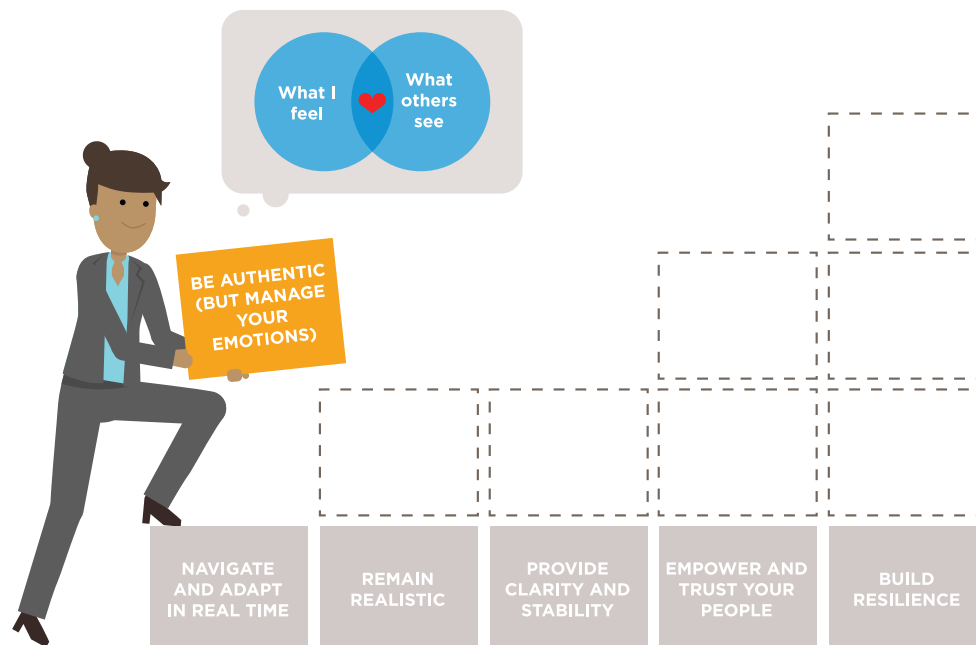 What I
feel
What
others
see
BE AUTHENTIC
(BUT MANAGE
YOUR
EMOTIONS)
NAVIGATE
AND ADAPT
IN REAL TIME
REMAIN
REALISTIC
PROVIDE
CLARITY AND
STABILITY
EMPOWER AND
TRUST YOUR
PEOPLE
BUILD
RESILIENCE